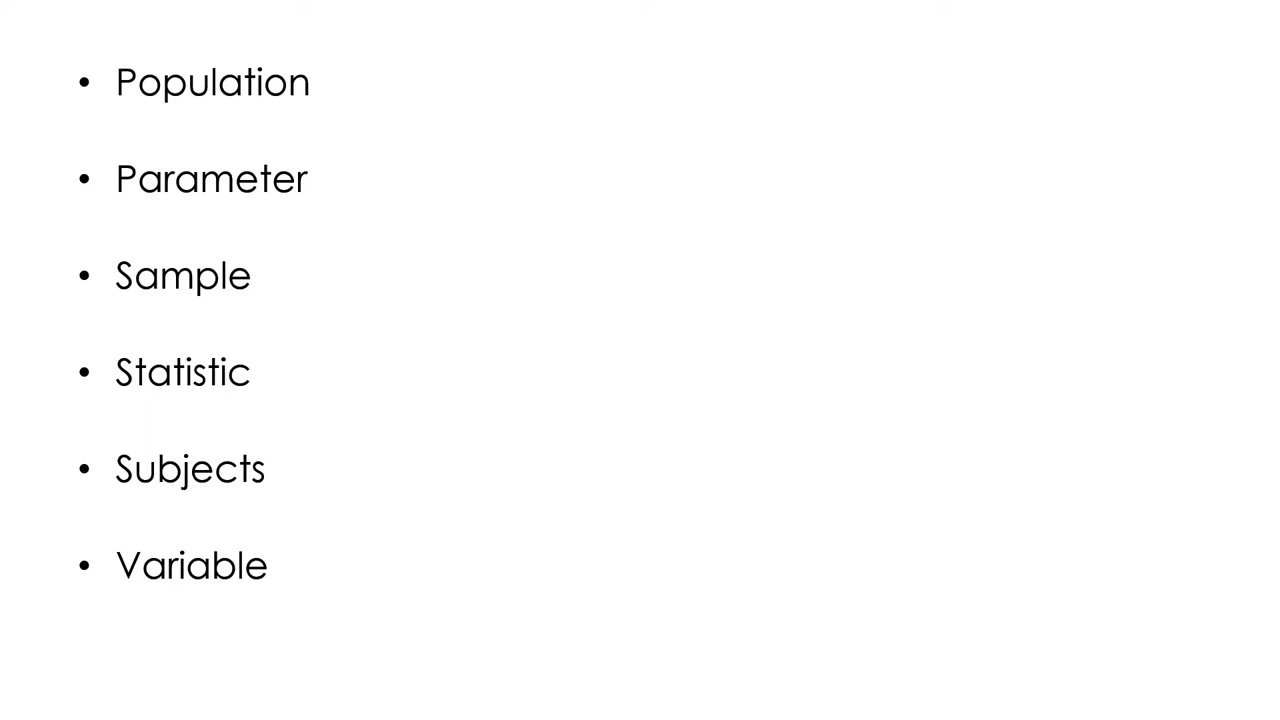 • Population
• Parameter
• Sample
• Statistic
• Subjects
• Variable